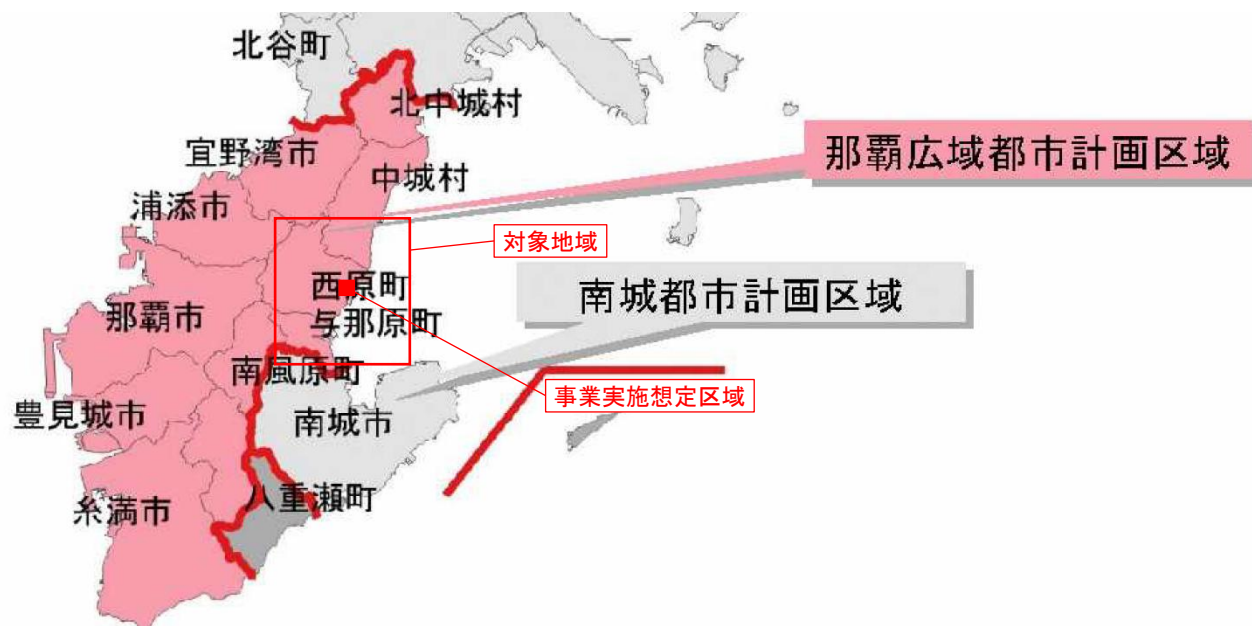 北谷町
北中城村
宜野湾市
那覇広域都市計画区域
中城村
浦添市
対象地域
西原町
南城都市計画区域
那覇市
与那原町
南風原町
事業実施想定区域
豊見城市
南城市
八重瀬町
糸満市